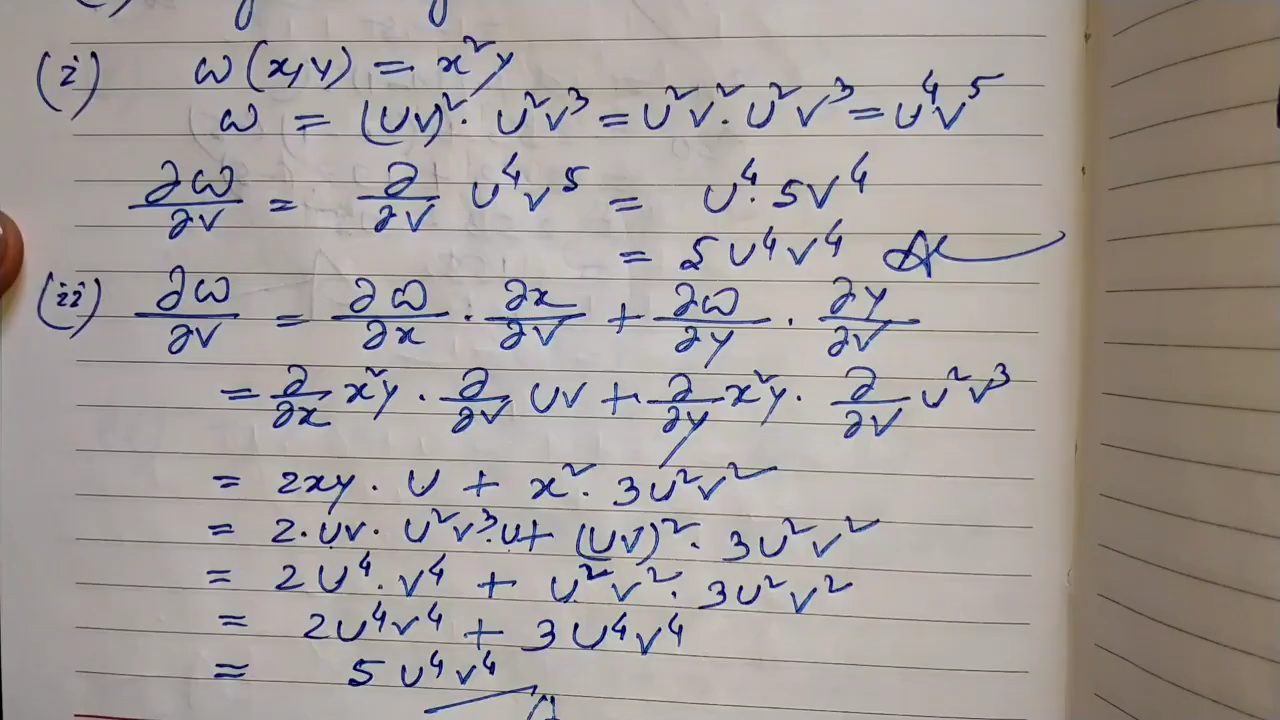 (i) ω(x,y) = x²y
ω = (UV)²· U²V³ = U²V²· U²V³ = U⁴V⁵
∂ω/∂V = ∂/∂V U⁴V⁵ = U⁴· 5V⁴
= 5U⁴V⁴
(ii) ∂ω/∂V = ∂ω/∂x · ∂x/∂V + ∂ω/∂y · ∂y/∂V
= ∂/∂x x²y · ∂/∂V UV + ∂/∂y x²y · ∂/∂V U²V³
= 2xy · U + x² · 3U²V²
= 2·UV· U²V³·U + (UV)² · 3U²V²
= 2U⁴·V⁴ + U²V² · 3U²V²
= 2U⁴V⁴ + 3U⁴V⁴
= 5U⁴V⁴